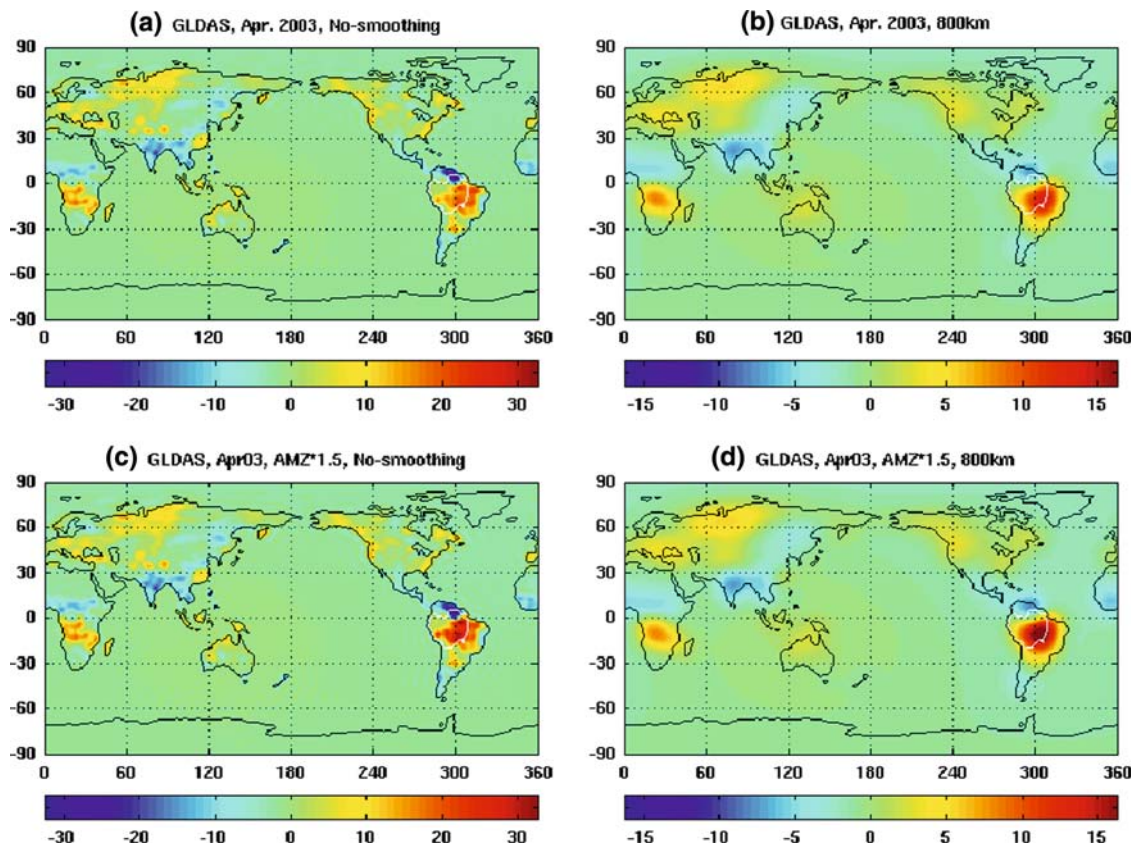 (a) GLDAS, Apr. 2003, No-smoothing
90
60
30
0
-30
-60
-90
0 60 120 180 240 300 360
-30 -20 -10 0 10 20 30
(b) GLDAS, Apr. 2003, 800km
90
60
30
0
-30
-60
-90
0 60 120 180 240 300 360
-15 -10 -5 0 5 10 15
(c) GLDAS, Apr03, AMZ*1.5, No-smoothing
90
60
30
0
-30
-60
-90
0 60 120 180 240 300 360
-30 -20 -10 0 10 20 30
(d) GLDAS, Apr03, AMZ*1.5, 800km
90
60
30
0
-30
-60
-90
0 60 120 180 240 300 360
-15 -10 -5 0 5 10 15